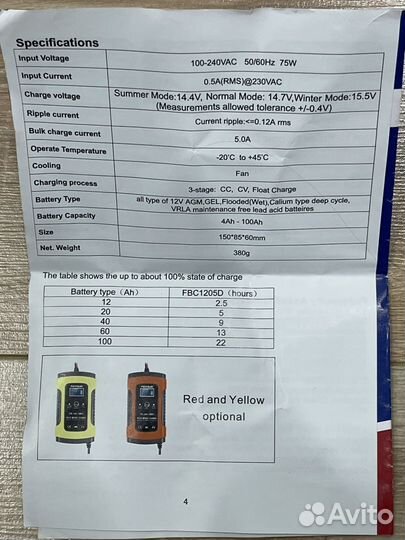 Specifications
Input Voltage 100-240VAC 50/60Hz 75W
Input Current 0.5A(RMS)@230VAC
Charge voltage Summer Mode:14.4V, Normal Mode: 14.7V,Winter Mode:15.5V
(Measurements allowed tolerance +/-0.4V)
Ripple current Current ripple:<=0.12A rms
Bulk charge current 5.0A
Operate Temperature -20°C to +45°C
Cooling Fan
Charging process 3-stage: CC, CV, Float Charge
Battery Type all type of 12V AGM,GEL,Flooded(Wet),Calium type deep cycle,
VRLA maintenance free lead acid batteires
Battery Capacity 4Ah - 100Ah
Size 150*85*60mm
Net. Weight 380g
The table shows the up to about 100% state of charge
Battery type（Ah） FBC1205D（hours）
12 2.5
20 5
40 9
60 13
100 22
Red and Yellow
optional
4
Avito